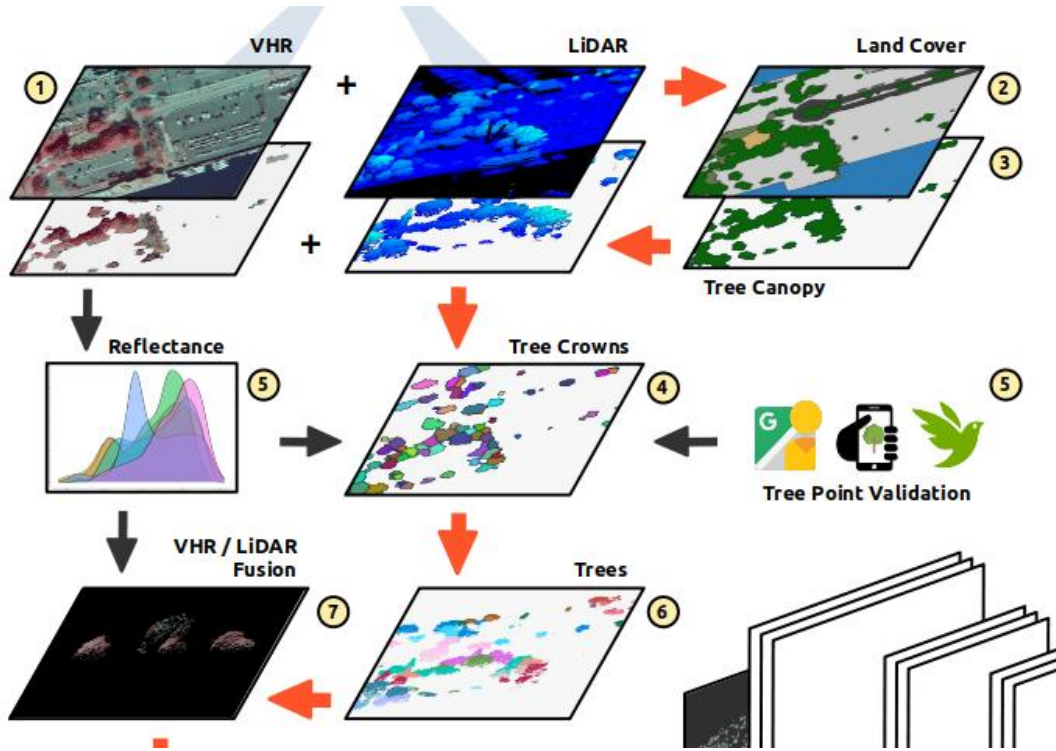 VHR
LiDAR
Land Cover
1
+
2
3
+
Tree Canopy
Reflectance
Tree Crowns
5
4
5
G
Tree Point Validation
VHR / LiDAR
Fusion
Trees
7
6